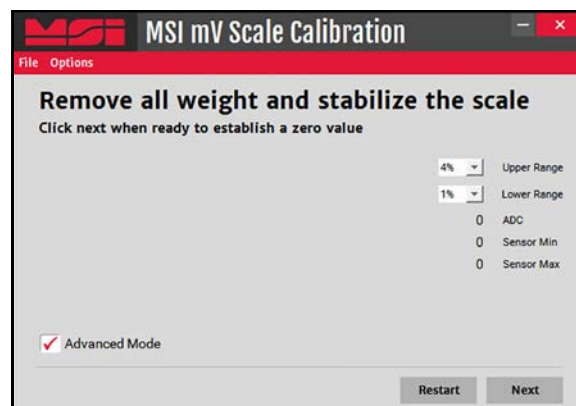 MSI MSI mV Scale Calibration
File Options
Remove all weight and stabilize the scale
Click next when ready to establish a zero value
4% Upper Range
1% Lower Range
0 ADC
0 Sensor Min
0 Sensor Max
Advanced Mode
Restart Next